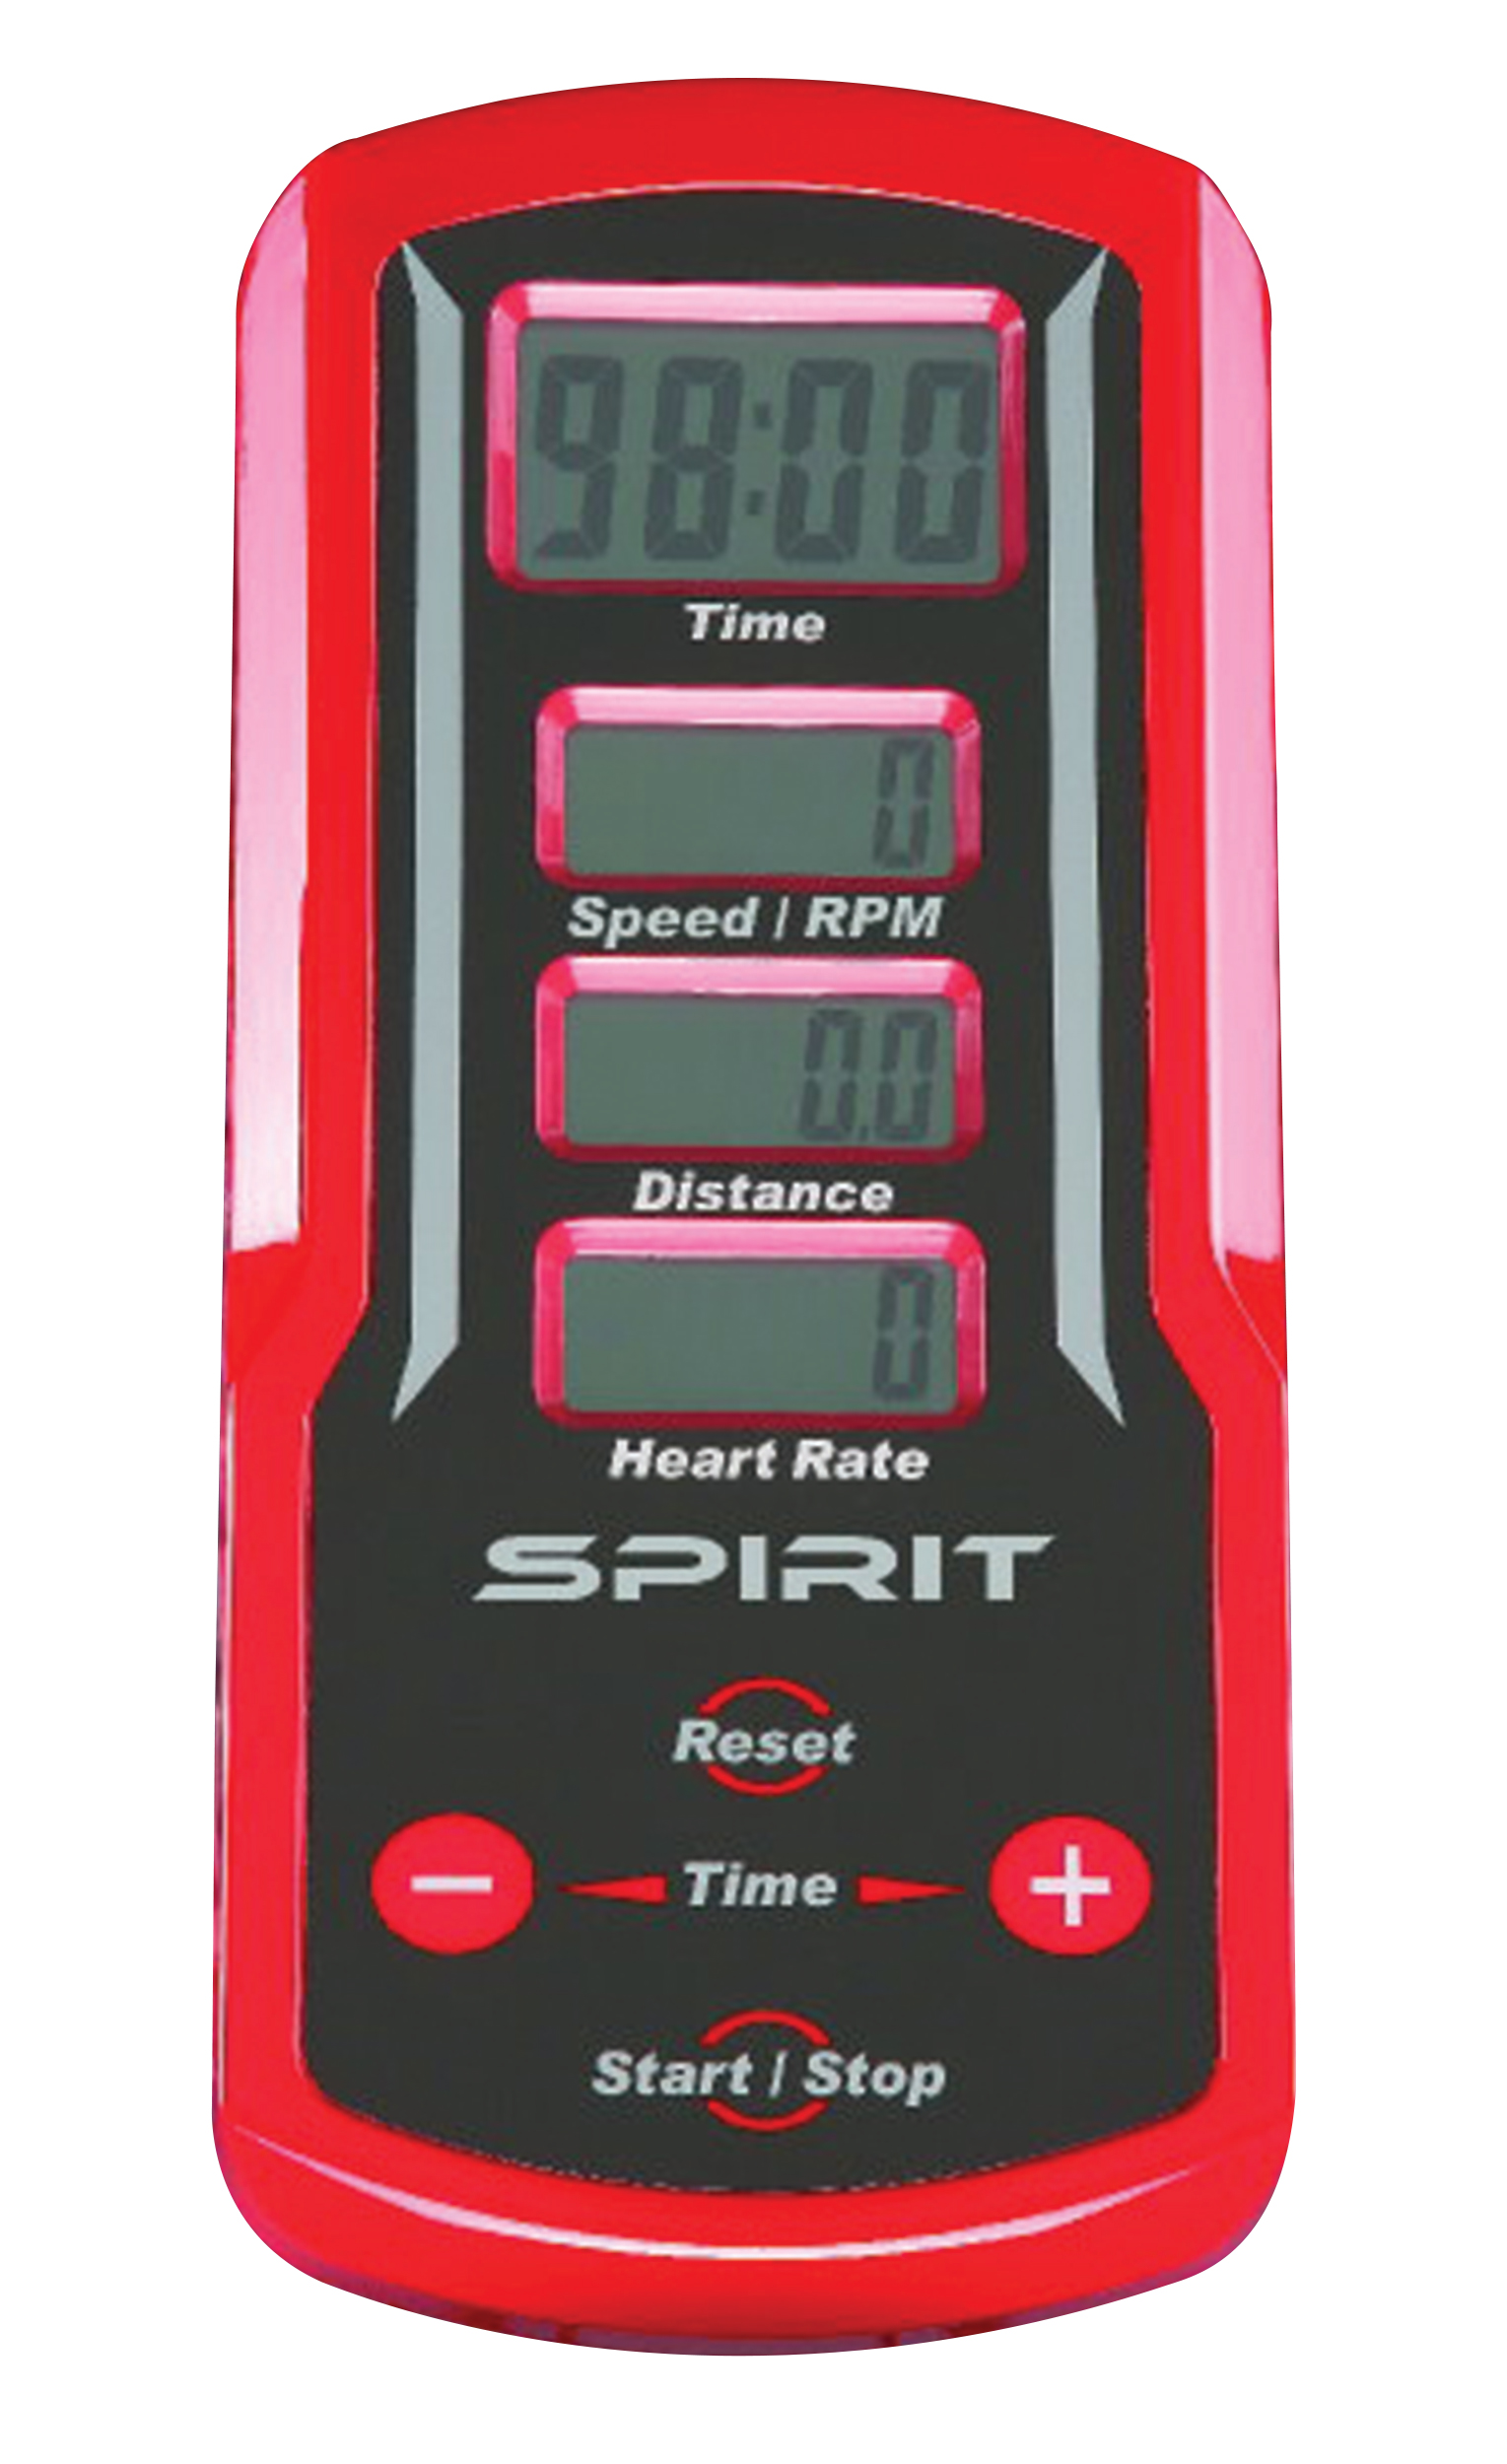 98:00
Time
0
Speed / RPM
0.0
Distance
0
Heart Rate
SPIRIT
Reset
− Time +
Start / Stop